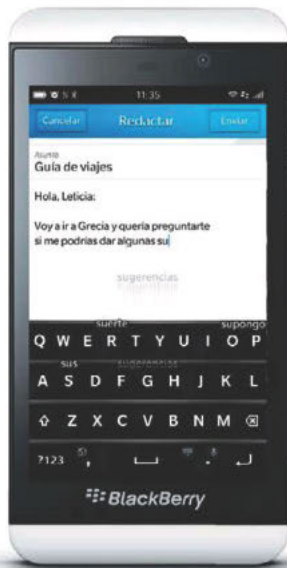 11:35
Cancelar Redactar Enviar
Asunto
Guía de viajes
Hola, Leticia:
Voy a ir a Grecia y quería preguntarte
si me podrías dar algunas su
sugerencias
suerte supongo
Q W E R T Y U I O P
sus sugerencias
A S D F G H J K L
Z X C V B N M
?123 , .
BlackBerry